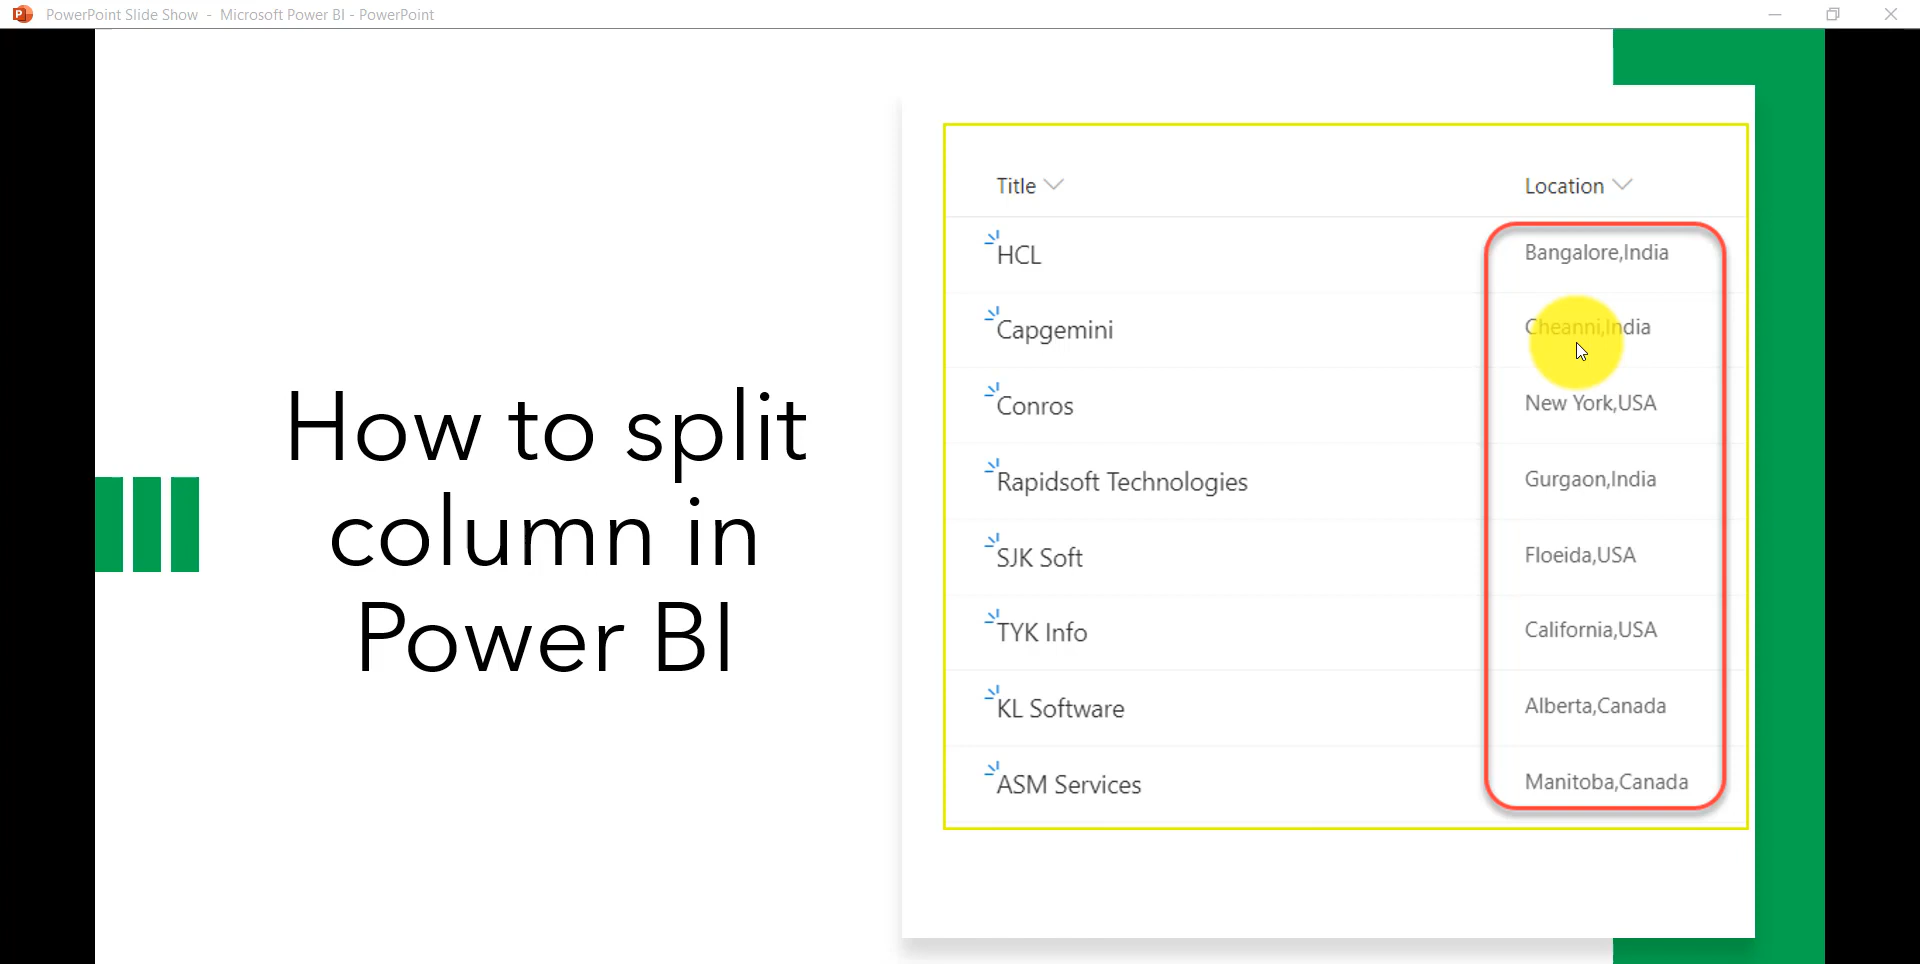 PowerPoint Slide Show - Microsoft Power BI - PowerPoint
How to split
column in
Power BI
Title Location
HCL Bangalore,India
Capgemini Cheanni,India
Conros New York,USA
Rapidsoft Technologies Gurgaon,India
SJK Soft Floeida,USA
TYK Info California,USA
KL Software Alberta,Canada
ASM Services Manitoba,Canada